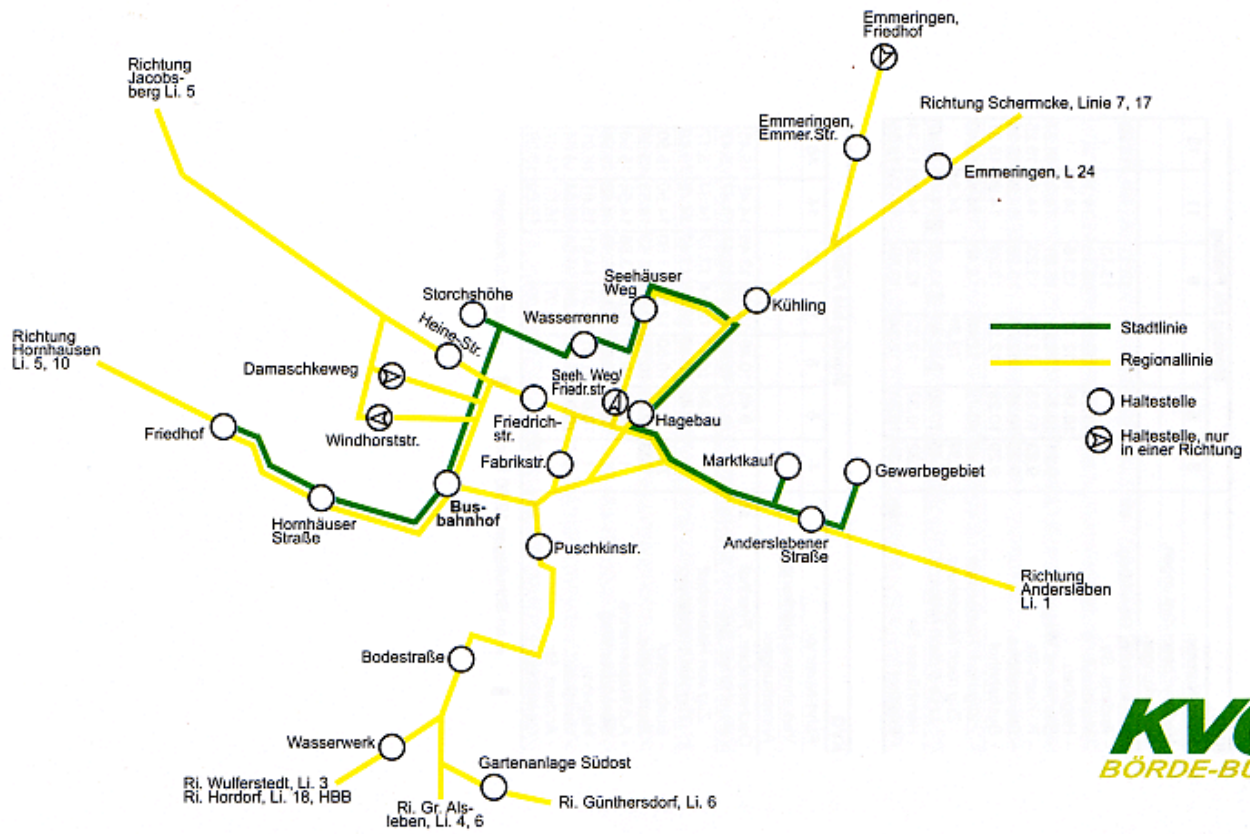 Emmeringen,
Friedhof
Richtung
Jacobs-
berg Li. 5
Richtung Schermcke, Linie 7, 17
Emmeringen,
Emmer.Str.
Emmeringen, L 24
Seehäuser
Weg
Storchshöhe
Wasserrenne
Kühling
Heine-Str.
Stadtlinie
Richtung
Hornhausen
Li. 5, 10
Regionallinie
Damaschkeweg
Seeh. Weg/
Friedr.str.
Haltestelle
Friedhof
Windhorststr.
Friedrich-
str.
Hagebau
Haltestelle, nur
in einer Richtung
Fabrikstr.
Marktkauf
Gewerbegebiet
Bus-
bahnhof
Hornhäuser
Straße
Anderslebener
Straße
Puschkinstr.
Richtung
Andersleben
Li. 1
Bodestraße
Wasserwerk
Gartenanlage Südost
Ri. Wulferstedt, Li. 3
Ri. Hordorf, Li. 18, HBB
Ri. Gr. Als-
leben, Li. 4, 6
Ri. Günthersdorf, Li. 6
KVG
BÖRDE-BU